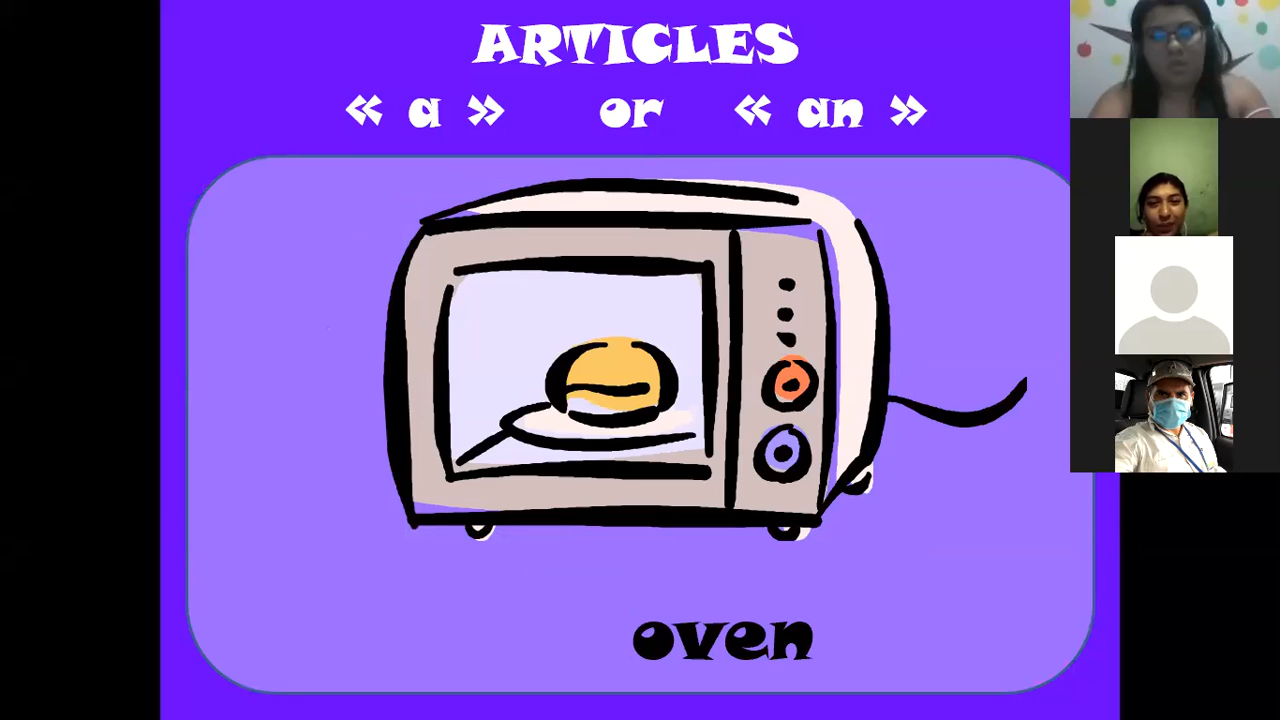 ARTICLES
« a » or « an »
oven